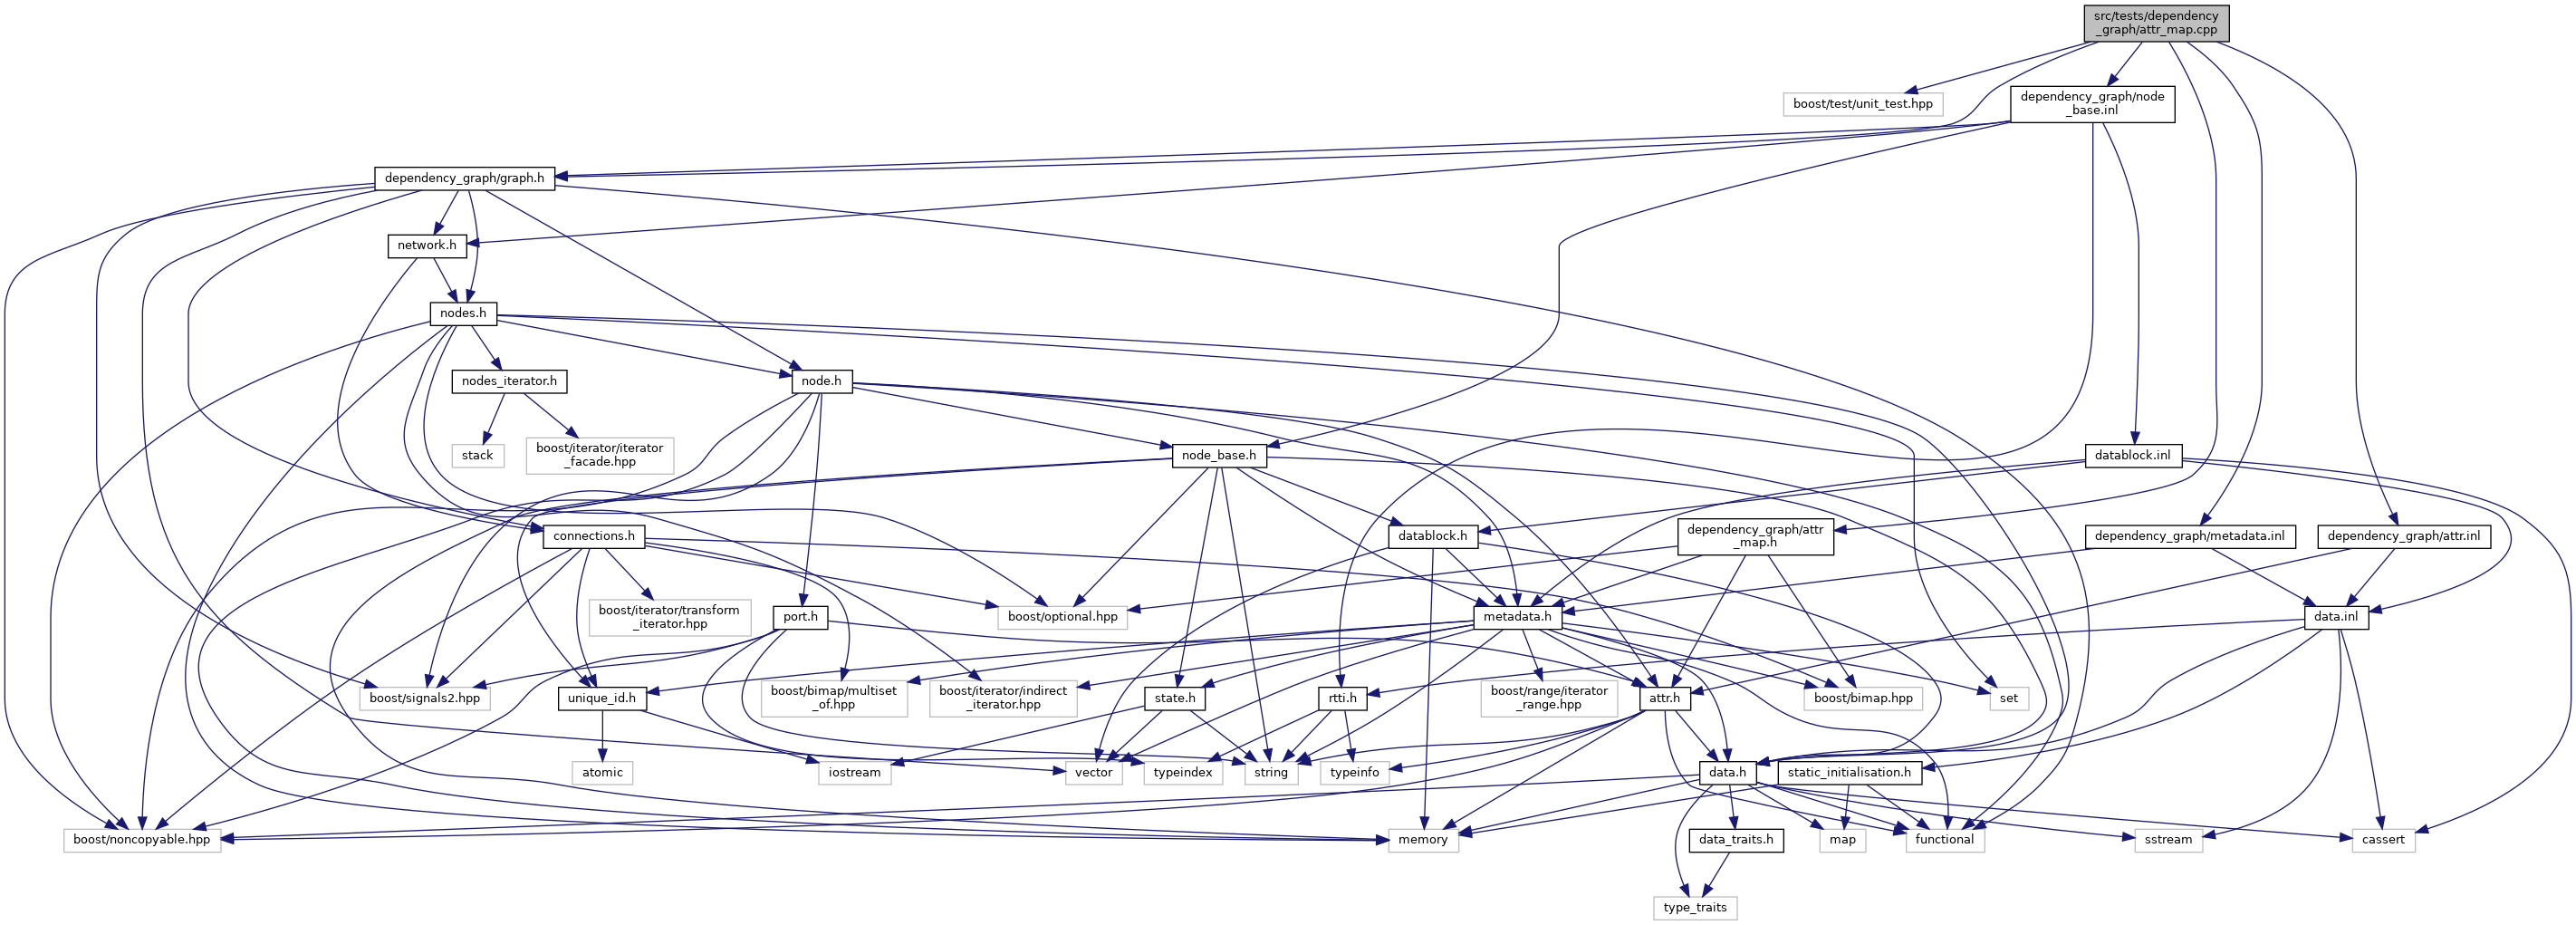 src/tests/dependency
_graph/attr_map.cpp
boost/test/unit_test.hpp
dependency_graph/node
_base.inl
dependency_graph/graph.h
network.h
nodes.h
nodes_iterator.h
node.h
stack
boost/iterator/iterator
_facade.hpp
node_base.h
datablock.inl
connections.h
datablock.h
dependency_graph/attr
_map.h
dependency_graph/metadata.inl
dependency_graph/attr.inl
boost/iterator/transform
_iterator.hpp
port.h
boost/optional.hpp
metadata.h
data.inl
boost/signals2.hpp
unique_id.h
boost/bimap/multiset
_of.hpp
boost/iterator/indirect
_iterator.hpp
state.h
rtti.h
boost/range/iterator
_range.hpp
attr.h
boost/bimap.hpp
set
atomic
iostream
vector
typeindex
string
typeinfo
data.h
static_initialisation.h
boost/noncopyable.hpp
memory
data_traits.h
map
functional
sstream
cassert
type_traits